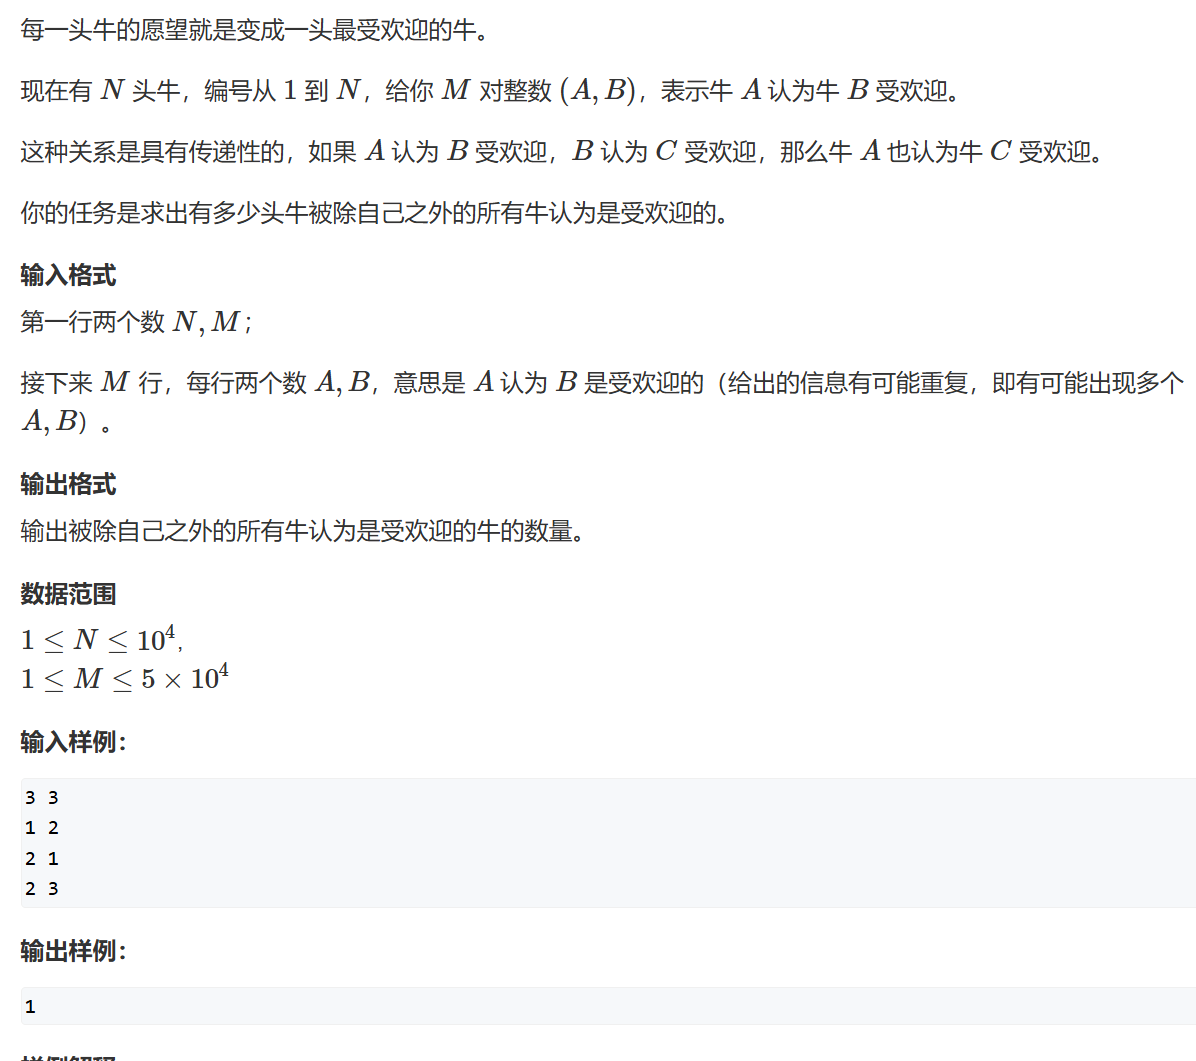 每一头牛的愿望就是变成一头最受欢迎的牛。
现在有 N 头牛，编号从 1 到 N，给你 M 对整数 (A, B)，表示牛 A 认为牛 B 受欢迎。
这种关系是具有传递性的，如果 A 认为 B 受欢迎，B 认为 C 受欢迎，那么牛 A 也认为牛 C 受欢迎。
你的任务是求出有多少头牛被除自己之外的所有牛认为是受欢迎的。
输入格式
第一行两个数 N, M；
接下来 M 行，每行两个数 A, B，意思是 A 认为 B 是受欢迎的（给出的信息有可能重复，即有可能出现多个
A, B）。
输出格式
输出被除自己之外的所有牛认为是受欢迎的牛的数量。
数据范围
1 ≤ N ≤ 10⁴,
1 ≤ M ≤ 5 × 10⁴
输入样例：
3 3
1 2
2 1
2 3
输出样例：
1